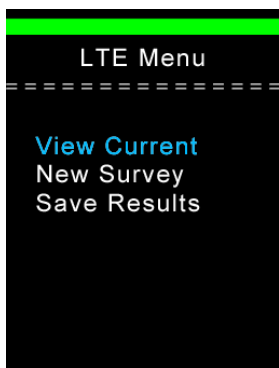 LTE Menu
================
View Current
New Survey
Save Results